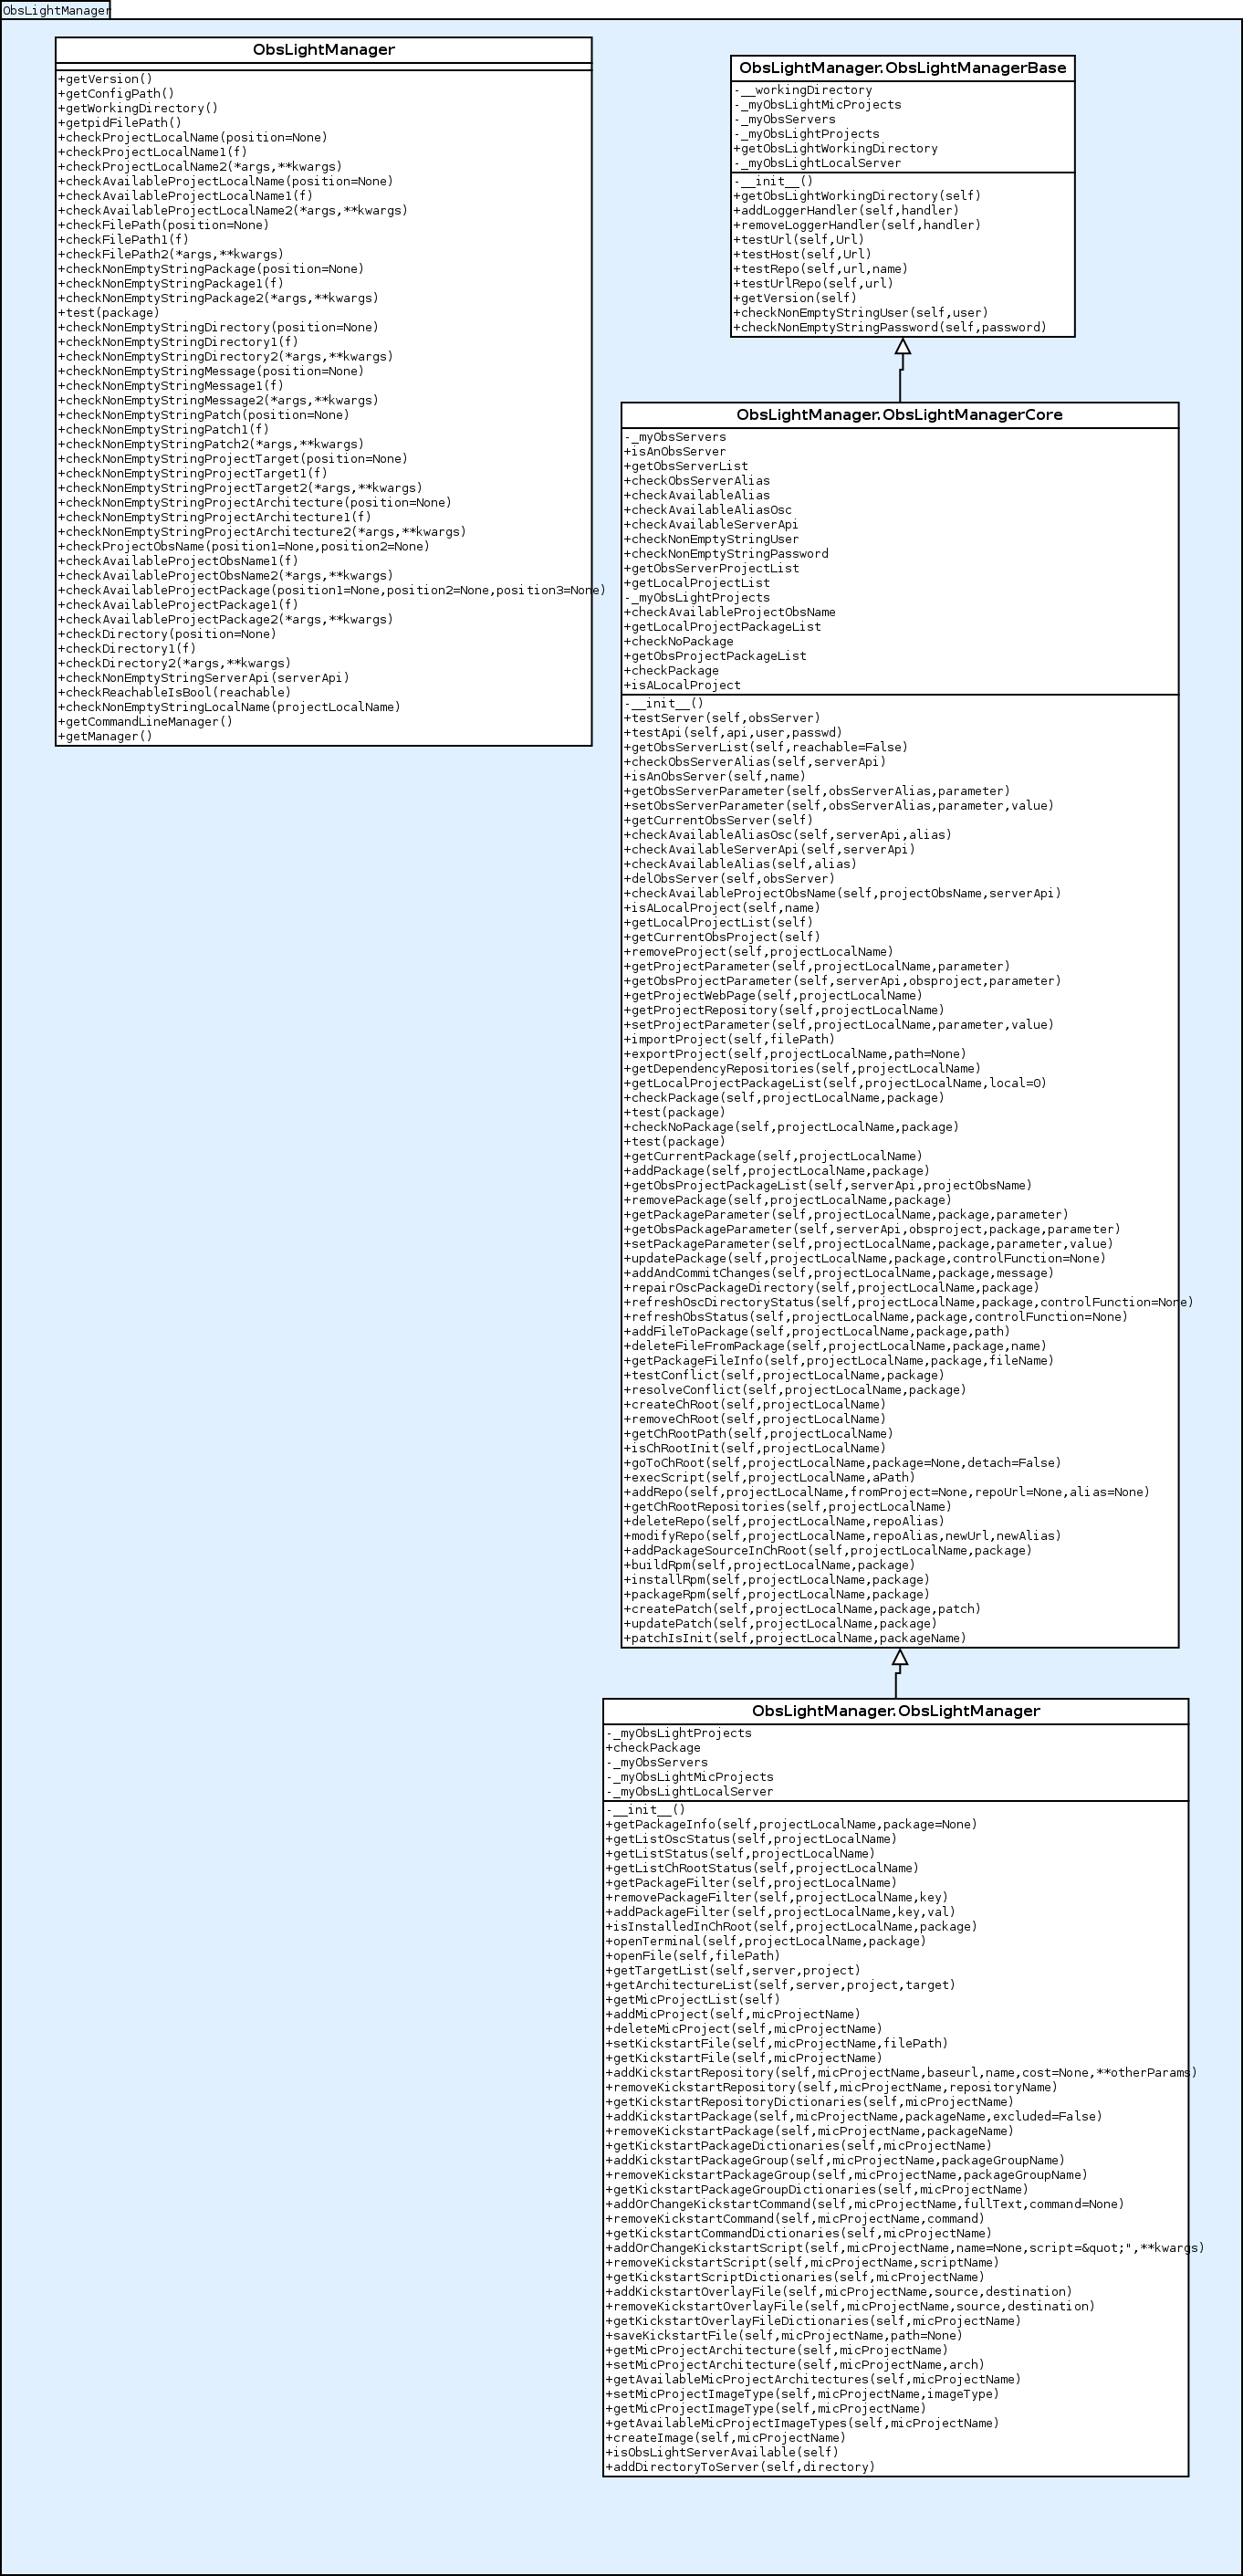 ObsLightManager
ObsLightManager
+getVersion()
+getConfigPath()
+getWorkingDirectory()
+getpidFilePath()
+checkProjectLocalName(position=None)
+checkProjectLocalName1(f)
+checkProjectLocalName2(*args,**kwargs)
+checkAvailableProjectLocalName(position=None)
+checkAvailableProjectLocalName1(f)
+checkAvailableProjectLocalName2(*args,**kwargs)
+checkFilePath(position=None)
+checkFilePath1(f)
+checkFilePath2(*args,**kwargs)
+checkNonEmptyStringPackage(position=None)
+checkNonEmptyStringPackage1(f)
+checkNonEmptyStringPackage2(*args,**kwargs)
+test(package)
+checkNonEmptyStringDirectory(position=None)
+checkNonEmptyStringDirectory1(f)
+checkNonEmptyStringDirectory2(*args,**kwargs)
+checkNonEmptyStringMessage(position=None)
+checkNonEmptyStringMessage1(f)
+checkNonEmptyStringMessage2(*args,**kwargs)
+checkNonEmptyStringPatch(position=None)
+checkNonEmptyStringPatch1(f)
+checkNonEmptyStringPatch2(*args,**kwargs)
+checkNonEmptyStringProjectTarget(position=None)
+checkNonEmptyStringProjectTarget1(f)
+checkNonEmptyStringProjectTarget2(*args,**kwargs)
+checkNonEmptyStringProjectArchitecture(position=None)
+checkNonEmptyStringProjectArchitecture1(f)
+checkNonEmptyStringProjectArchitecture2(*args,**kwargs)
+checkProjectObsName(position1=None,position2=None)
+checkAvailableProjectObsName1(f)
+checkAvailableProjectObsName2(*args,**kwargs)
+checkAvailableProjectPackage(position1=None,position2=None,position3=None)
+checkAvailableProjectPackage1(f)
+checkAvailableProjectPackage2(*args,**kwargs)
+checkDirectory(position=None)
+checkDirectory1(f)
+checkDirectory2(*args,**kwargs)
+checkNonEmptyStringServerApi(serverApi)
+checkReachableIsBool(reachable)
+checkNonEmptyStringLocalName(projectLocalName)
+getCommandLineManager()
+getManager()
ObsLightManager.ObsLightManagerBase
-__workingDirectory
-_myObsLightMicProjects
-_myObsServers
-_myObsLightProjects
+getObsLightWorkingDirectory
-_myObsLightLocalServer
-__init__()
+getObsLightWorkingDirectory(self)
+addLoggerHandler(self,handler)
+removeLoggerHandler(self,handler)
+testUrl(self,Url)
+testHost(self,Url)
+testRepo(self,url,name)
+testUrlRepo(self,url)
+getVersion(self)
+checkNonEmptyStringUser(self,user)
+checkNonEmptyStringPassword(self,password)
ObsLightManager.ObsLightManagerCore
-_myObsServers
+isAnObsServer
+getObsServerList
+checkObsServerAlias
+checkAvailableAlias
+checkAvailableAliasOsc
+checkAvailableServerApi
+checkNonEmptyStringUser
+checkNonEmptyStringPassword
+getObsServerProjectList
+getLocalProjectList
-_myObsLightProjects
+checkAvailableProjectObsName
+getLocalProjectPackageList
+checkNoPackage
+getObsProjectPackageList
+checkPackage
+isALocalProject
-__init__()
+testServer(self,obsServer)
+testApi(self,api,user,passwd)
+getObsServerList(self,reachable=False)
+checkObsServerAlias(self,serverApi)
+isAnObsServer(self,name)
+getObsServerParameter(self,obsServerAlias,parameter)
+setObsServerParameter(self,obsServerAlias,parameter,value)
+getCurrentObsServer(self)
+checkAvailableAliasOsc(self,serverApi,alias)
+checkAvailableServerApi(self,serverApi)
+checkAvailableAlias(self,alias)
+delObsServer(self,obsServer)
+checkAvailableProjectObsName(self,projectObsName,serverApi)
+isALocalProject(self,name)
+getLocalProjectList(self)
+getCurrentObsProject(self)
+removeProject(self,projectLocalName)
+getProjectParameter(self,projectLocalName,parameter)
+getObsProjectParameter(self,serverApi,obsproject,parameter)
+getProjectWebPage(self,projectLocalName)
+getProjectRepository(self,projectLocalName)
+setProjectParameter(self,projectLocalName,parameter,value)
+importProject(self,filePath)
+exportProject(self,projectLocalName,path=None)
+getDependencyRepositories(self,projectLocalName)
+getLocalProjectPackageList(self,projectLocalName,local=0)
+checkPackage(self,projectLocalName,package)
+test(package)
+checkNoPackage(self,projectLocalName,package)
+test(package)
+getCurrentPackage(self,projectLocalName)
+addPackage(self,projectLocalName,package)
+getObsProjectPackageList(self,serverApi,projectObsName)
+removePackage(self,projectLocalName,package)
+getPackageParameter(self,projectLocalName,package,parameter)
+getObsPackageParameter(self,serverApi,obsproject,package,parameter)
+setPackageParameter(self,projectLocalName,package,parameter,value)
+updatePackage(self,projectLocalName,package,controlFunction=None)
+addAndCommitChanges(self,projectLocalName,package,message)
+repairOscPackageDirectory(self,projectLocalName,package)
+refreshOscDirectoryStatus(self,projectLocalName,package,controlFunction=None)
+refreshObsStatus(self,projectLocalName,package,controlFunction=None)
+addFileToPackage(self,projectLocalName,package,path)
+deleteFileFromPackage(self,projectLocalName,package,name)
+getPackageFileInfo(self,projectLocalName,package,fileName)
+testConflict(self,projectLocalName,package)
+resolveConflict(self,projectLocalName,package)
+createChRoot(self,projectLocalName)
+removeChRoot(self,projectLocalName)
+getChRootPath(self,projectLocalName)
+isChRootInit(self,projectLocalName)
+goToChRoot(self,projectLocalName,package=None,detach=False)
+execScript(self,projectLocalName,aPath)
+addRepo(self,projectLocalName,fromProject=None,repoUrl=None,alias=None)
+getChRootRepositories(self,projectLocalName)
+deleteRepo(self,projectLocalName,repoAlias)
+modifyRepo(self,projectLocalName,repoAlias,newUrl,newAlias)
+addPackageSourceInChRoot(self,projectLocalName,package)
+buildRpm(self,projectLocalName,package)
+installRpm(self,projectLocalName,package)
+packageRpm(self,projectLocalName,package)
+createPatch(self,projectLocalName,package,patch)
+updatePatch(self,projectLocalName,package)
+patchIsInit(self,projectLocalName,packageName)
ObsLightManager.ObsLightManager
-_myObsLightProjects
+checkPackage
-_myObsServers
-_myObsLightMicProjects
-_myObsLightLocalServer
-__init__()
+getPackageInfo(self,projectLocalName,package=None)
+getListOscStatus(self,projectLocalName)
+getListStatus(self,projectLocalName)
+getListChRootStatus(self,projectLocalName)
+getPackageFilter(self,projectLocalName)
+removePackageFilter(self,projectLocalName,key)
+addPackageFilter(self,projectLocalName,key,val)
+isInstalledInChRoot(self,projectLocalName,package)
+openTerminal(self,projectLocalName,package)
+openFile(self,filePath)
+getTargetList(self,server,project)
+getArchitectureList(self,server,project,target)
+getMicProjectList(self)
+addMicProject(self,micProjectName)
+deleteMicProject(self,micProjectName)
+setKickstartFile(self,micProjectName,filePath)
+getKickstartFile(self,micProjectName)
+addKickstartRepository(self,micProjectName,baseurl,name,cost=None,**otherParams)
+removeKickstartRepository(self,micProjectName,repositoryName)
+getKickstartRepositoryDictionaries(self,micProjectName)
+addKickstartPackage(self,micProjectName,packageName,excluded=False)
+removeKickstartPackage(self,micProjectName,packageName)
+getKickstartPackageDictionaries(self,micProjectName)
+addKickstartPackageGroup(self,micProjectName,packageGroupName)
+removeKickstartPackageGroup(self,micProjectName,packageGroupName)
+getKickstartPackageGroupDictionaries(self,micProjectName)
+addOrChangeKickstartCommand(self,micProjectName,fullText,command=None)
+removeKickstartCommand(self,micProjectName,command)
+getKickstartCommandDictionaries(self,micProjectName)
+addOrChangeKickstartScript(self,micProjectName,name=None,script=&quot;",**kwargs)
+removeKickstartScript(self,micProjectName,scriptName)
+getKickstartScriptDictionaries(self,micProjectName)
+addKickstartOverlayFile(self,micProjectName,source,destination)
+removeKickstartOverlayFile(self,micProjectName,source,destination)
+getKickstartOverlayFileDictionaries(self,micProjectName)
+saveKickstartFile(self,micProjectName,path=None)
+getMicProjectArchitecture(self,micProjectName)
+setMicProjectArchitecture(self,micProjectName,arch)
+getAvailableMicProjectArchitectures(self,micProjectName)
+setMicProjectImageType(self,micProjectName,imageType)
+getMicProjectImageType(self,micProjectName)
+getAvailableMicProjectImageTypes(self,micProjectName)
+createImage(self,micProjectName)
+isObsLightServerAvailable(self)
+addDirectoryToServer(self,directory)